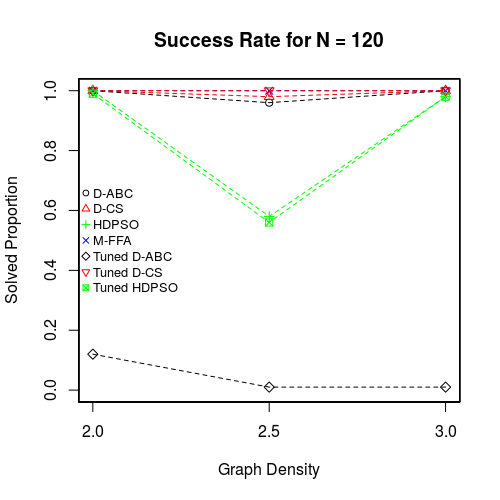 Success Rate for N = 120
Solved Proportion
1.0
0.8
0.6
0.4
0.2
0.0
D-ABC
D-CS
HDPSO
M-FFA
Tuned D-ABC
Tuned D-CS
Tuned HDPSO
2.0 2.5 3.0
Graph Density